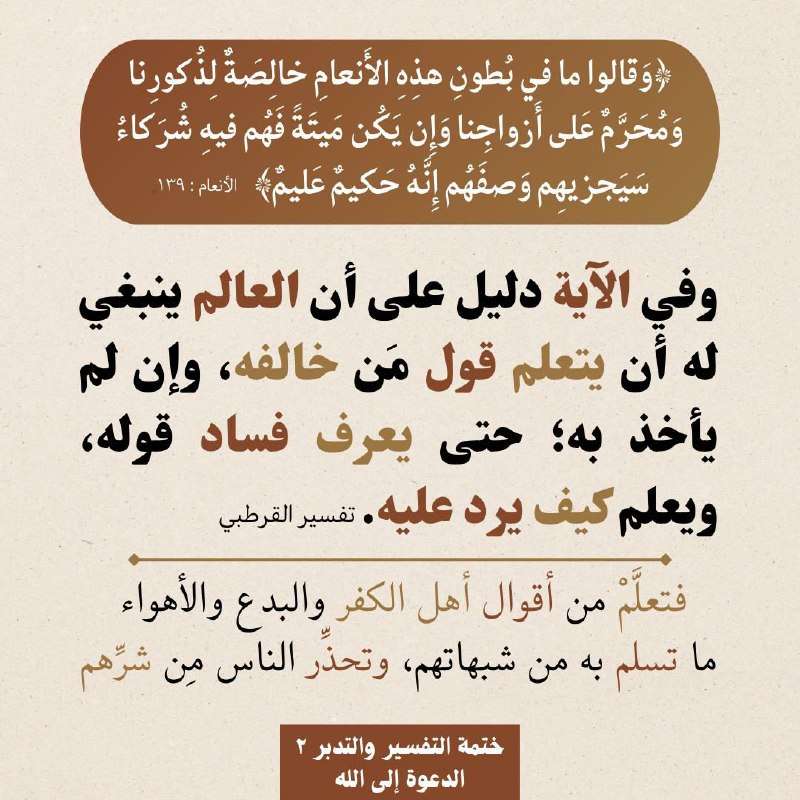 ﴿وَقالوا ما في بُطونِ هذِهِ الأَنعامِ خالِصَةٌ لِذُكورِنا
وَمُحَرَّمٌ عَلى أَزواجِنا وَإِن يَكُن مَيتَةً فَهُم فيهِ شُرَكاءُ
سَيَجزيهِم وَصفَهُم إِنَّهُ حَكيمٌ عَليمٌ﴾ الأنعام : ١٣٩
وفي الآية دليل على أن العالم ينبغي
له أن يتعلم قول مَن خالفه، وإن لم
يأخذ به؛ حتى يعرف فساد قوله،
ويعلم كيف يرد عليه. تفسير القرطبي
فتعلَّمْ من أقوال أهل الكفر والبدع والأهواء
ما تسلم به من شبهاتهم، وتحذِّر الناس مِن شرِّهم
ختمة التفسير والتدبر ٢
الدعوة إلى الله